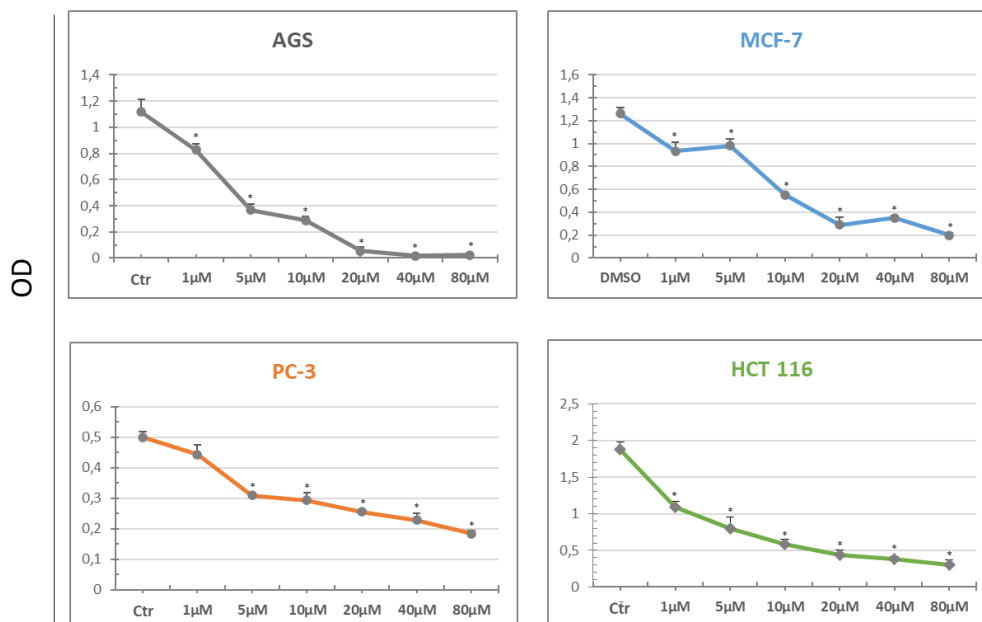 OD
AGS
1,4
1,2
1
0,8
0,6
0,4
0,2
0
* * * * * *
Ctr 1µM 5µM 10µM 20µM 40µM 80µM
MCF-7
1,6
1,4
1,2
1
0,8
0,6
0,4
0,2
0
* * * * * *
DMSO 1µM 5µM 10µM 20µM 40µM 80µM
PC-3
0,6
0,5
0,4
0,3
0,2
0,1
0
* * * * *
Ctr 1µM 5µM 10µM 20µM 40µM 80µM
HCT 116
2,5
2
1,5
1
0,5
0
* * * * * *
Ctr 1µM 5µM 10µM 20µM 40µM 80µM